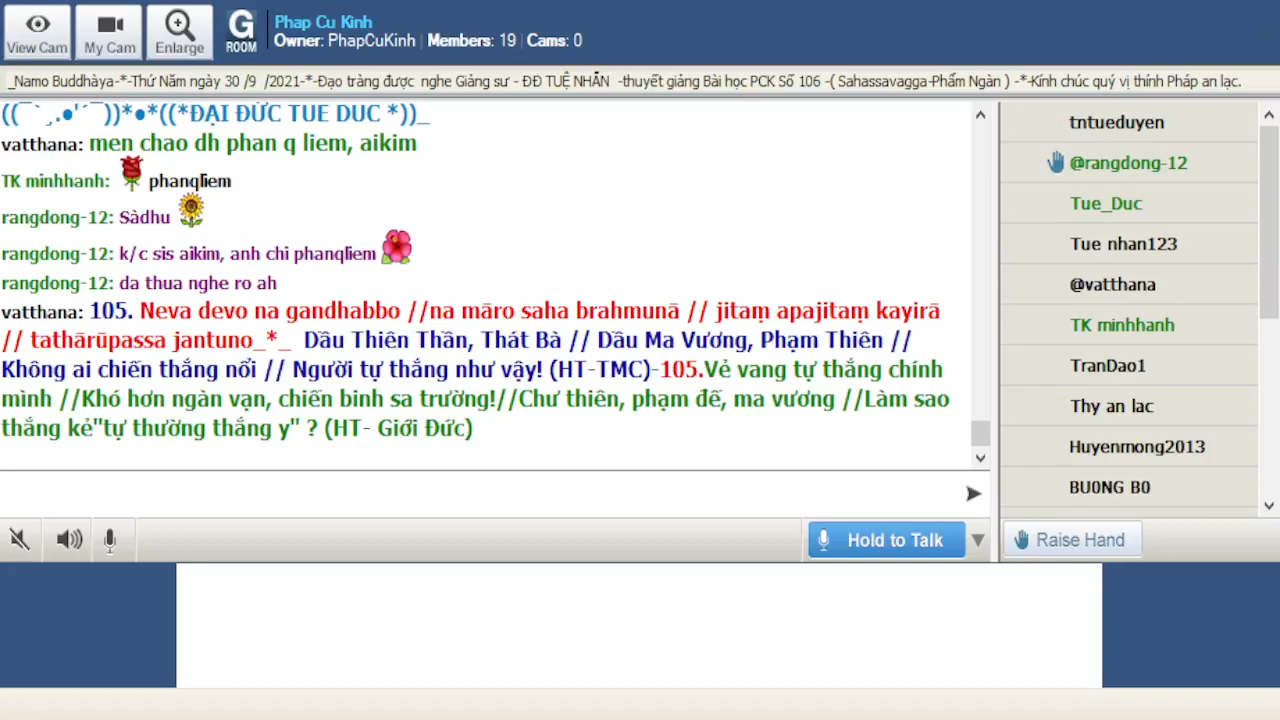 Phap Cu Kinh
Owner: PhapCuKinh | Members: 19 | Cams: 0
View Cam
My Cam
Enlarge
G ROOM
_Namo Buddhàya-*-Thứ Năm ngày 30 /9 /2021-*-Đạo tràng được nghe Giảng sư - ĐĐ TUỆ NHẪN -thuyết giảng Bài học PCK Số 106 -( Sahassavagga-Phẩm Ngàn ) -*-Kính chúc quý vị thính Pháp an lạc.
((¯`¸.●'´¯))*●*((*ĐẠI ĐỨC TUE DUC *))_
vatthana: men chao dh phan q liem, aikim
TK minhhanh: phanqliem
rangdong-12: Sàdhu
rangdong-12: k/c sis aikim, anh chi phanqliem
rangdong-12: da thua nghe ro ah
vatthana: 105. Neva devo na gandhabbo //na māro saha brahmunā // jitaṃ apajitaṃ kayirā
// tathārūpassa jantuno_*_ Dầu Thiên Thần, Thát Bà // Dầu Ma Vương, Phạm Thiên //
Không ai chiến thắng nổi // Người tự thắng như vậy! (HT-TMC)-105.Vẻ vang tự thắng chính
mình //Khó hơn ngàn vạn, chiến binh sa trường!//Chư thiên, phạm đế, ma vương //Làm sao
thắng kẻ"tự thường thắng y" ? (HT- Giới Đức)
tntueduyen
@rangdong-12
Tue_Duc
Tue nhan123
@vatthana
TK minhhanh
TranDao1
Thy an lac
Huyenmong2013
BU0NG B0
Hold to Talk
Raise Hand